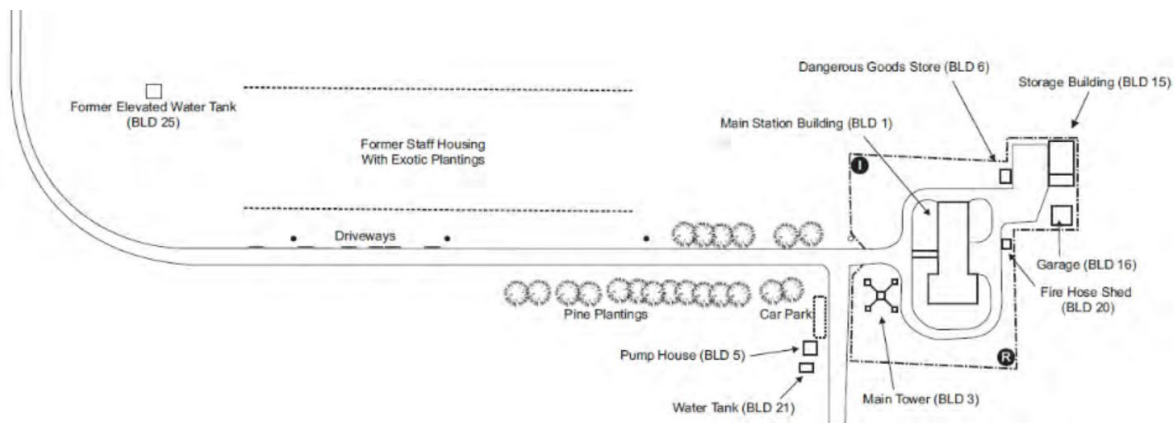 Dangerous Goods Store (BLD 6)
Storage Building (BLD 15)
Former Elevated Water Tank
(BLD 25)
Main Station Building (BLD 1)
Former Staff Housing
With Exotic Plantings
I
Driveways
Garage (BLD 16)
Fire Hose Shed
(BLD 20)
Pine Plantings
Car Park
Pump House (BLD 5)
R
Water Tank (BLD 21)
Main Tower (BLD 3)